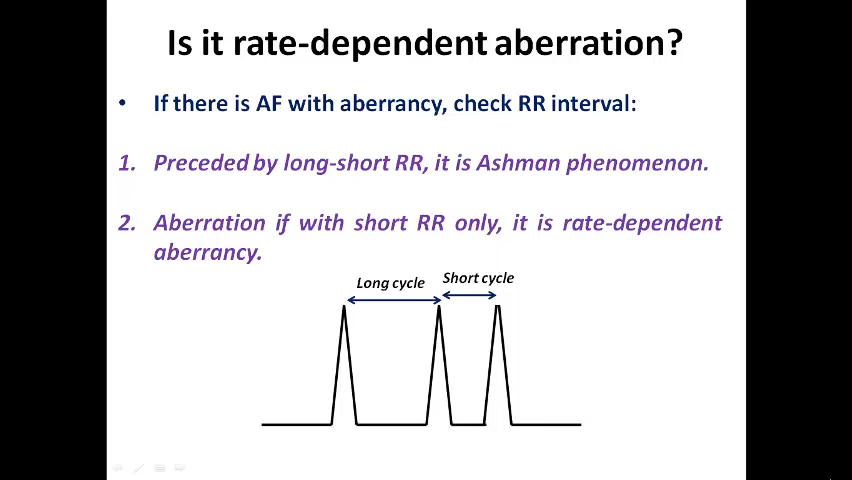 Is it rate-dependent aberration?
• If there is AF with aberrancy, check RR interval:
1. Preceded by long-short RR, it is Ashman phenomenon.
2. Aberration if with short RR only, it is rate-dependent
aberrancy.
Long cycle
Short cycle